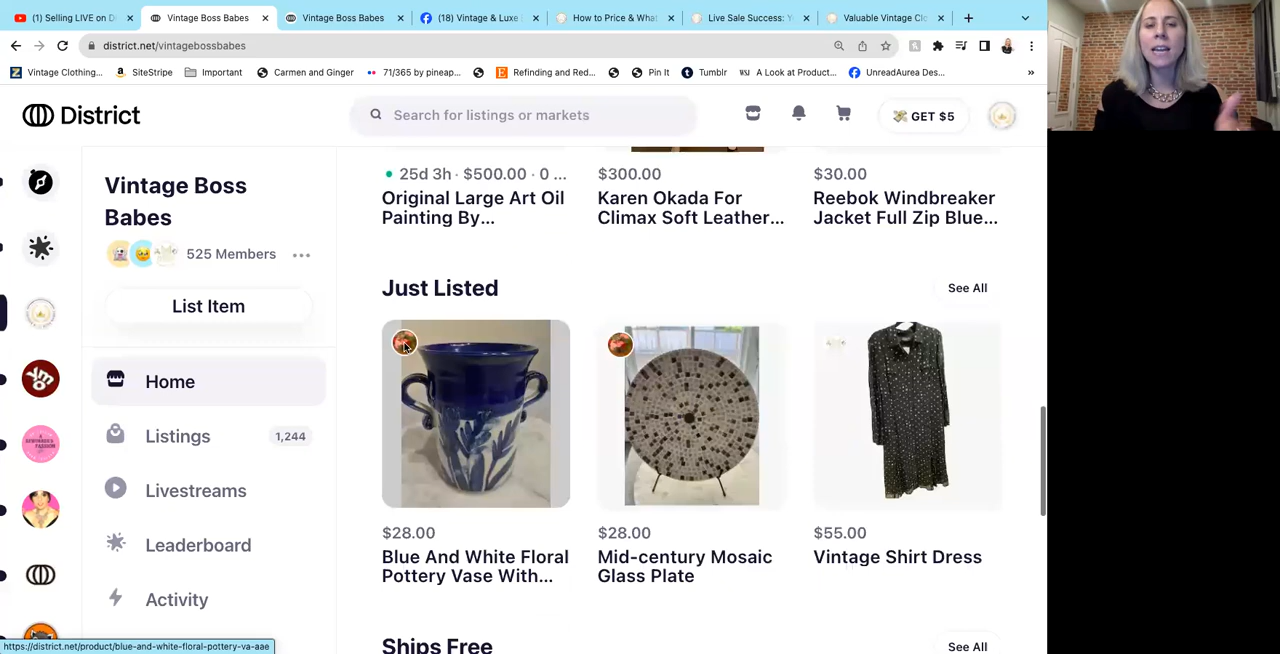 (1) Selling LIVE on Di
Vintage Boss Babes
Vintage Boss Babes
(18) Vintage & Luxe
How to Price & Wha
Live Sale Success: Y
Valuable Vintage Clo
district.net/vintagebossbabes
Vintage Clothing...
SiteStripe
Important
Carmen and Ginger
71/365 by pineap...
Refinding and Red...
Pin It
Tumblr
WSJ
A Look at Product...
UnreadAurea Des...
»
District
Search for listings or markets
GET $5
Vintage Boss
Babes
525 Members
List Item
Home
Listings
1,244
Livestreams
Leaderboard
Activity
25d 3h · $500.00 · 0 ...
Original Large Art Oil
Painting By...
$300.00
Karen Okada For
Climax Soft Leather...
$30.00
Reebok Windbreaker
Jacket Full Zip Blue...
Just Listed
See All
$28.00
Blue And White Floral
Pottery Vase With...
$28.00
Mid-century Mosaic
Glass Plate
$55.00
Vintage Shirt Dress
Ships Free
See All
https://district.net/product/blue-and-white-floral-pottery-va-aae